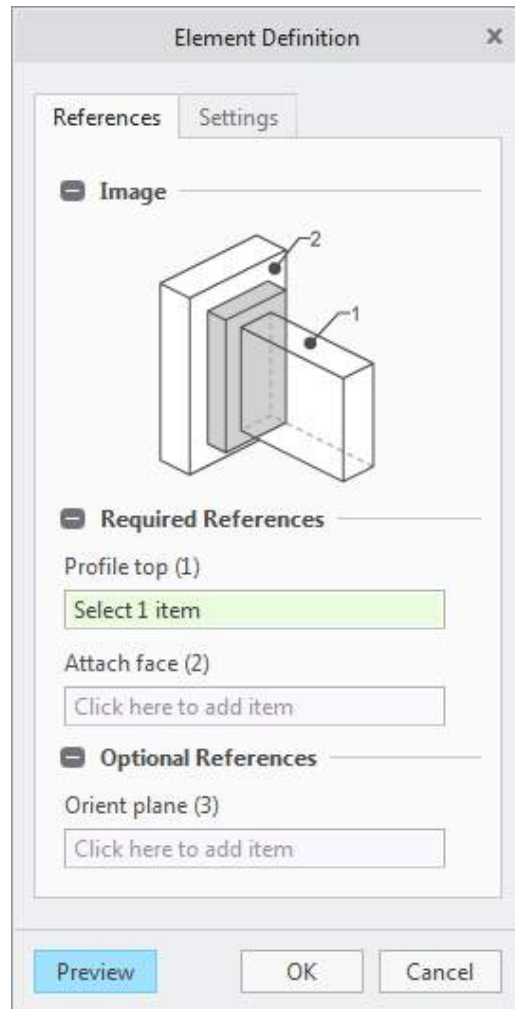 Element Definition
References Settings
Image
2
1
Required References
Profile top (1)
Select 1 item
Attach face (2)
Click here to add item
Optional References
Orient plane (3)
Click here to add item
Preview OK Cancel